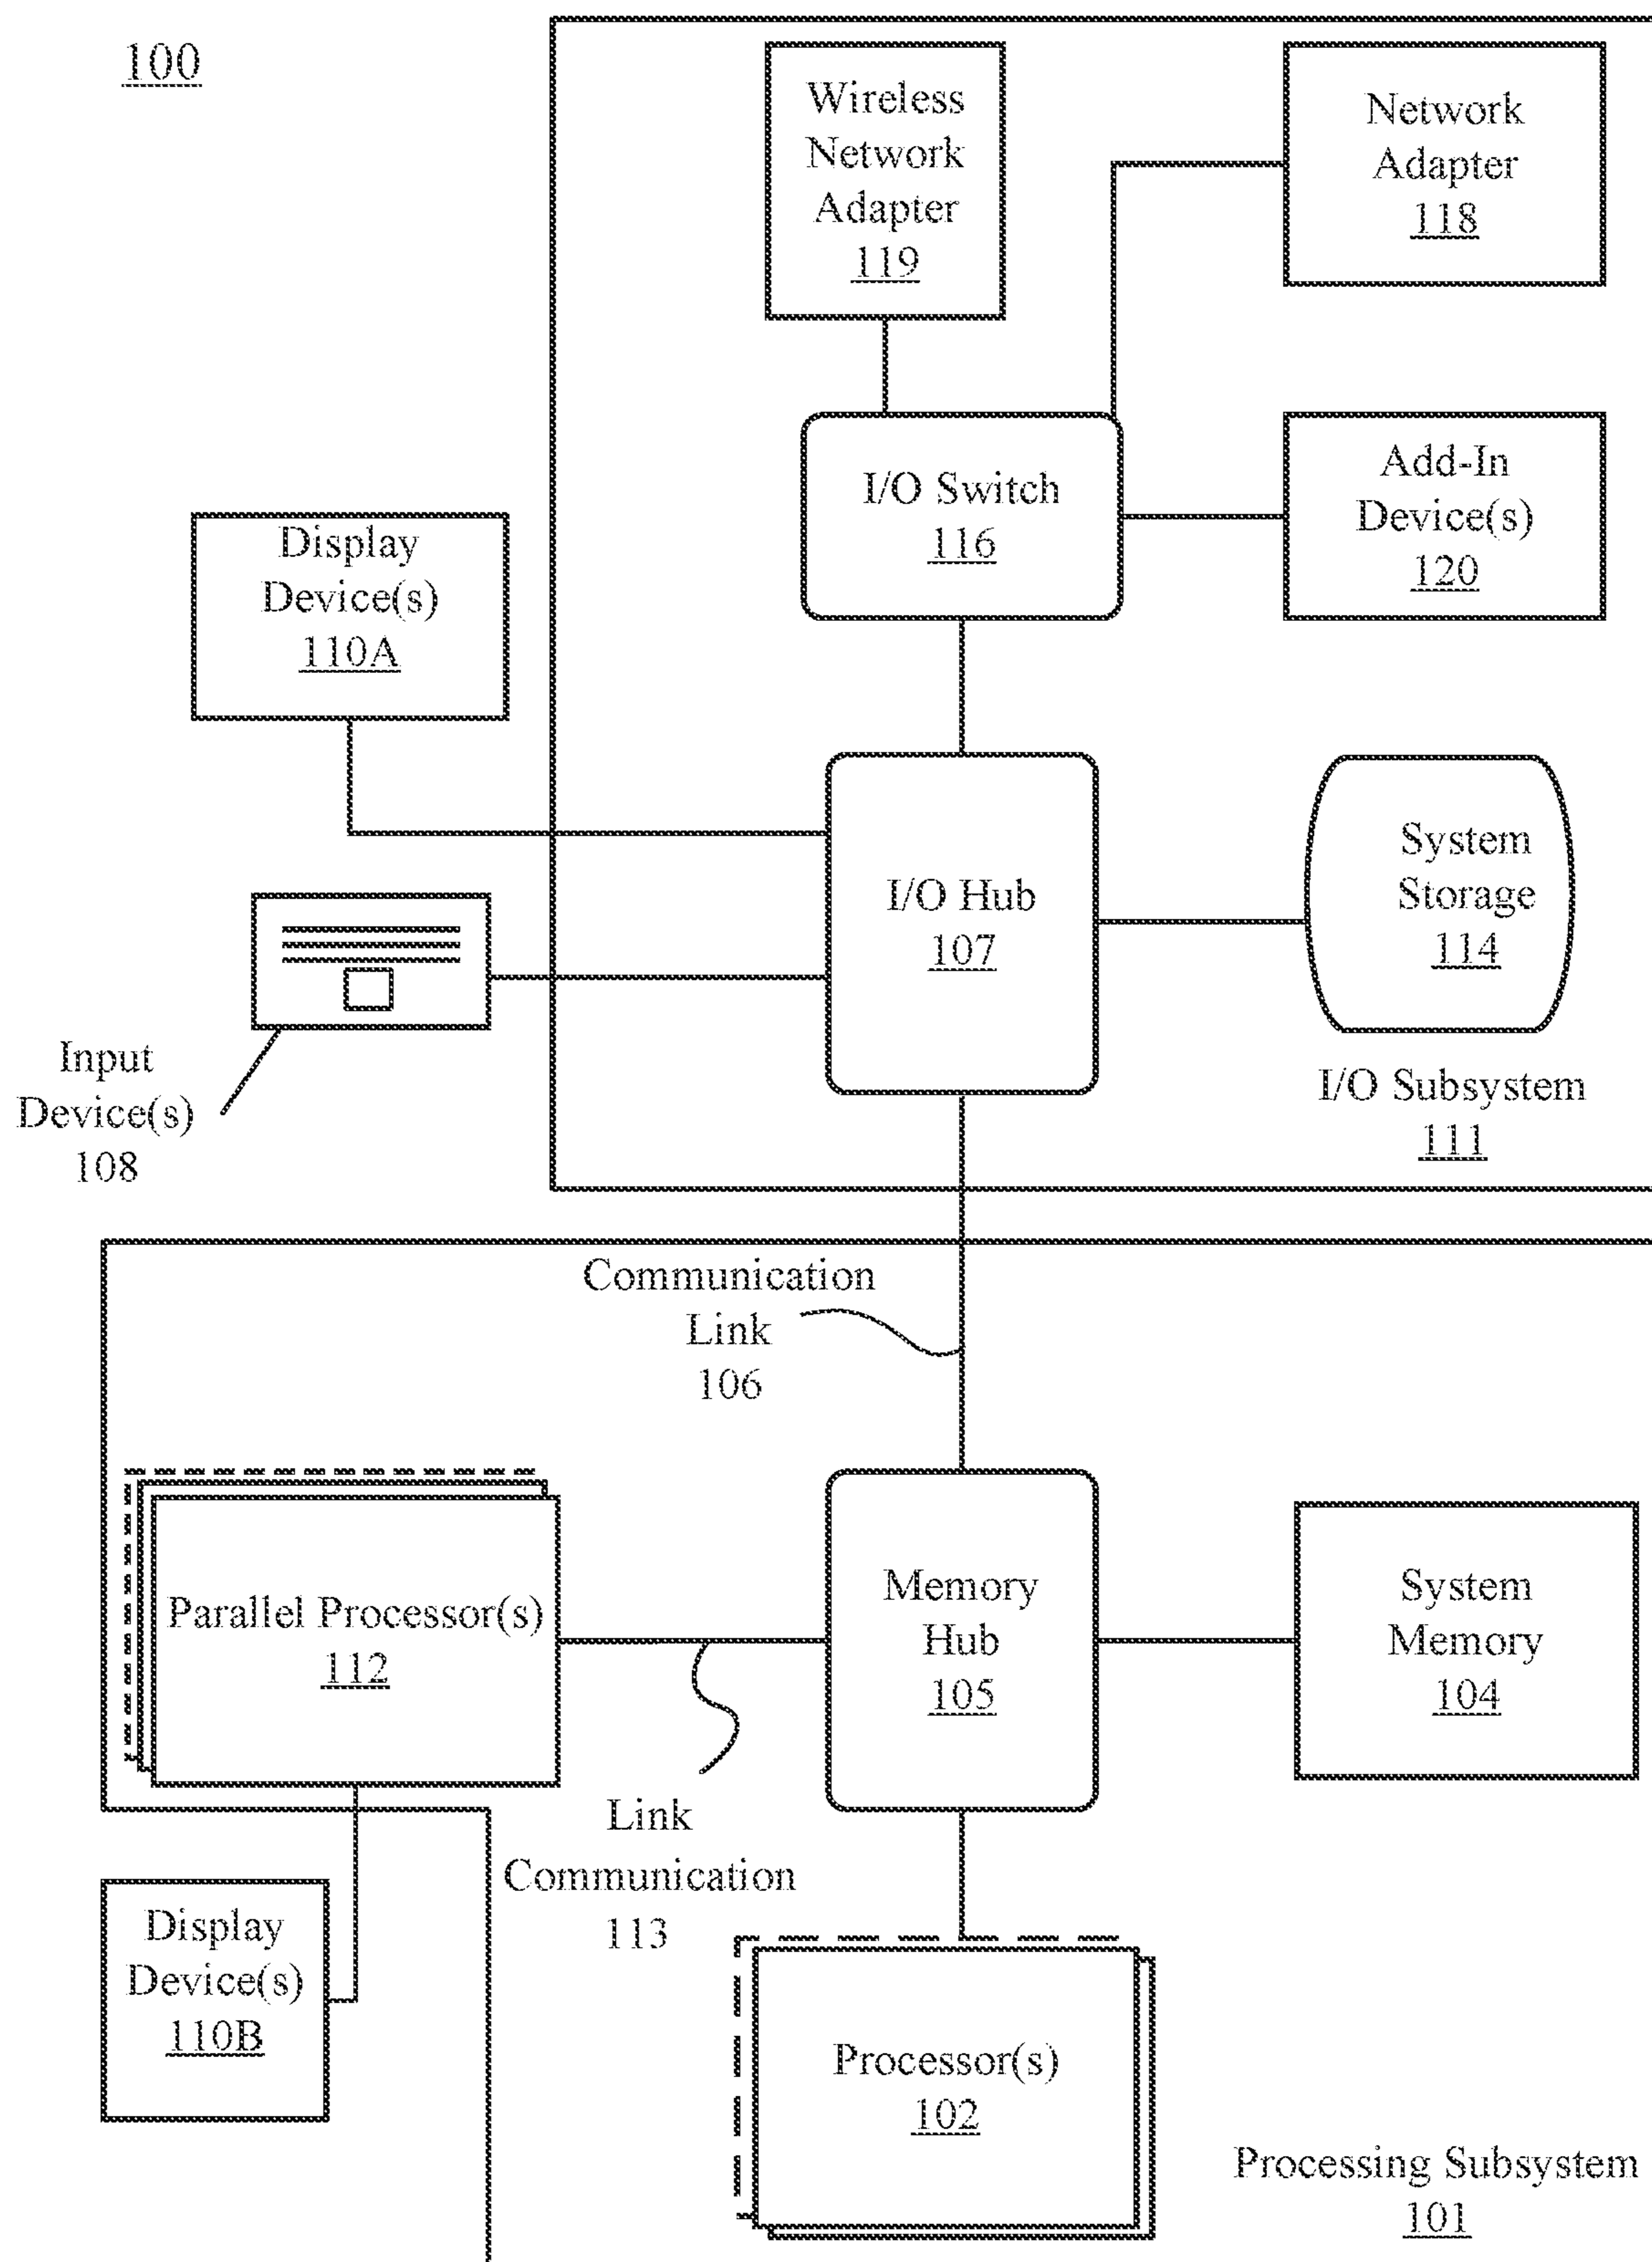 100
Wireless
Network
Adapter
119
Network
Adapter
118
I/O Switch
116
Add-In
Device(s)
120
Display
Device(s)
110A
I/O Hub
107
System
Storage
114
Input
Device(s)
108
I/O Subsystem
111
Communication
Link
106
Parallel Processor(s)
112
Memory
Hub
105
System
Memory
104
Link
Communication
113
Display
Device(s)
110B
Processor(s)
102
Processing Subsystem
101